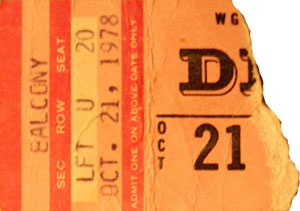 BALCONY
SEC ROW SEAT
LFT U 20
OCT. 21, 1978
ADMIT ONE ON ABOVE DATE ONLY
WG
D
OCT
21